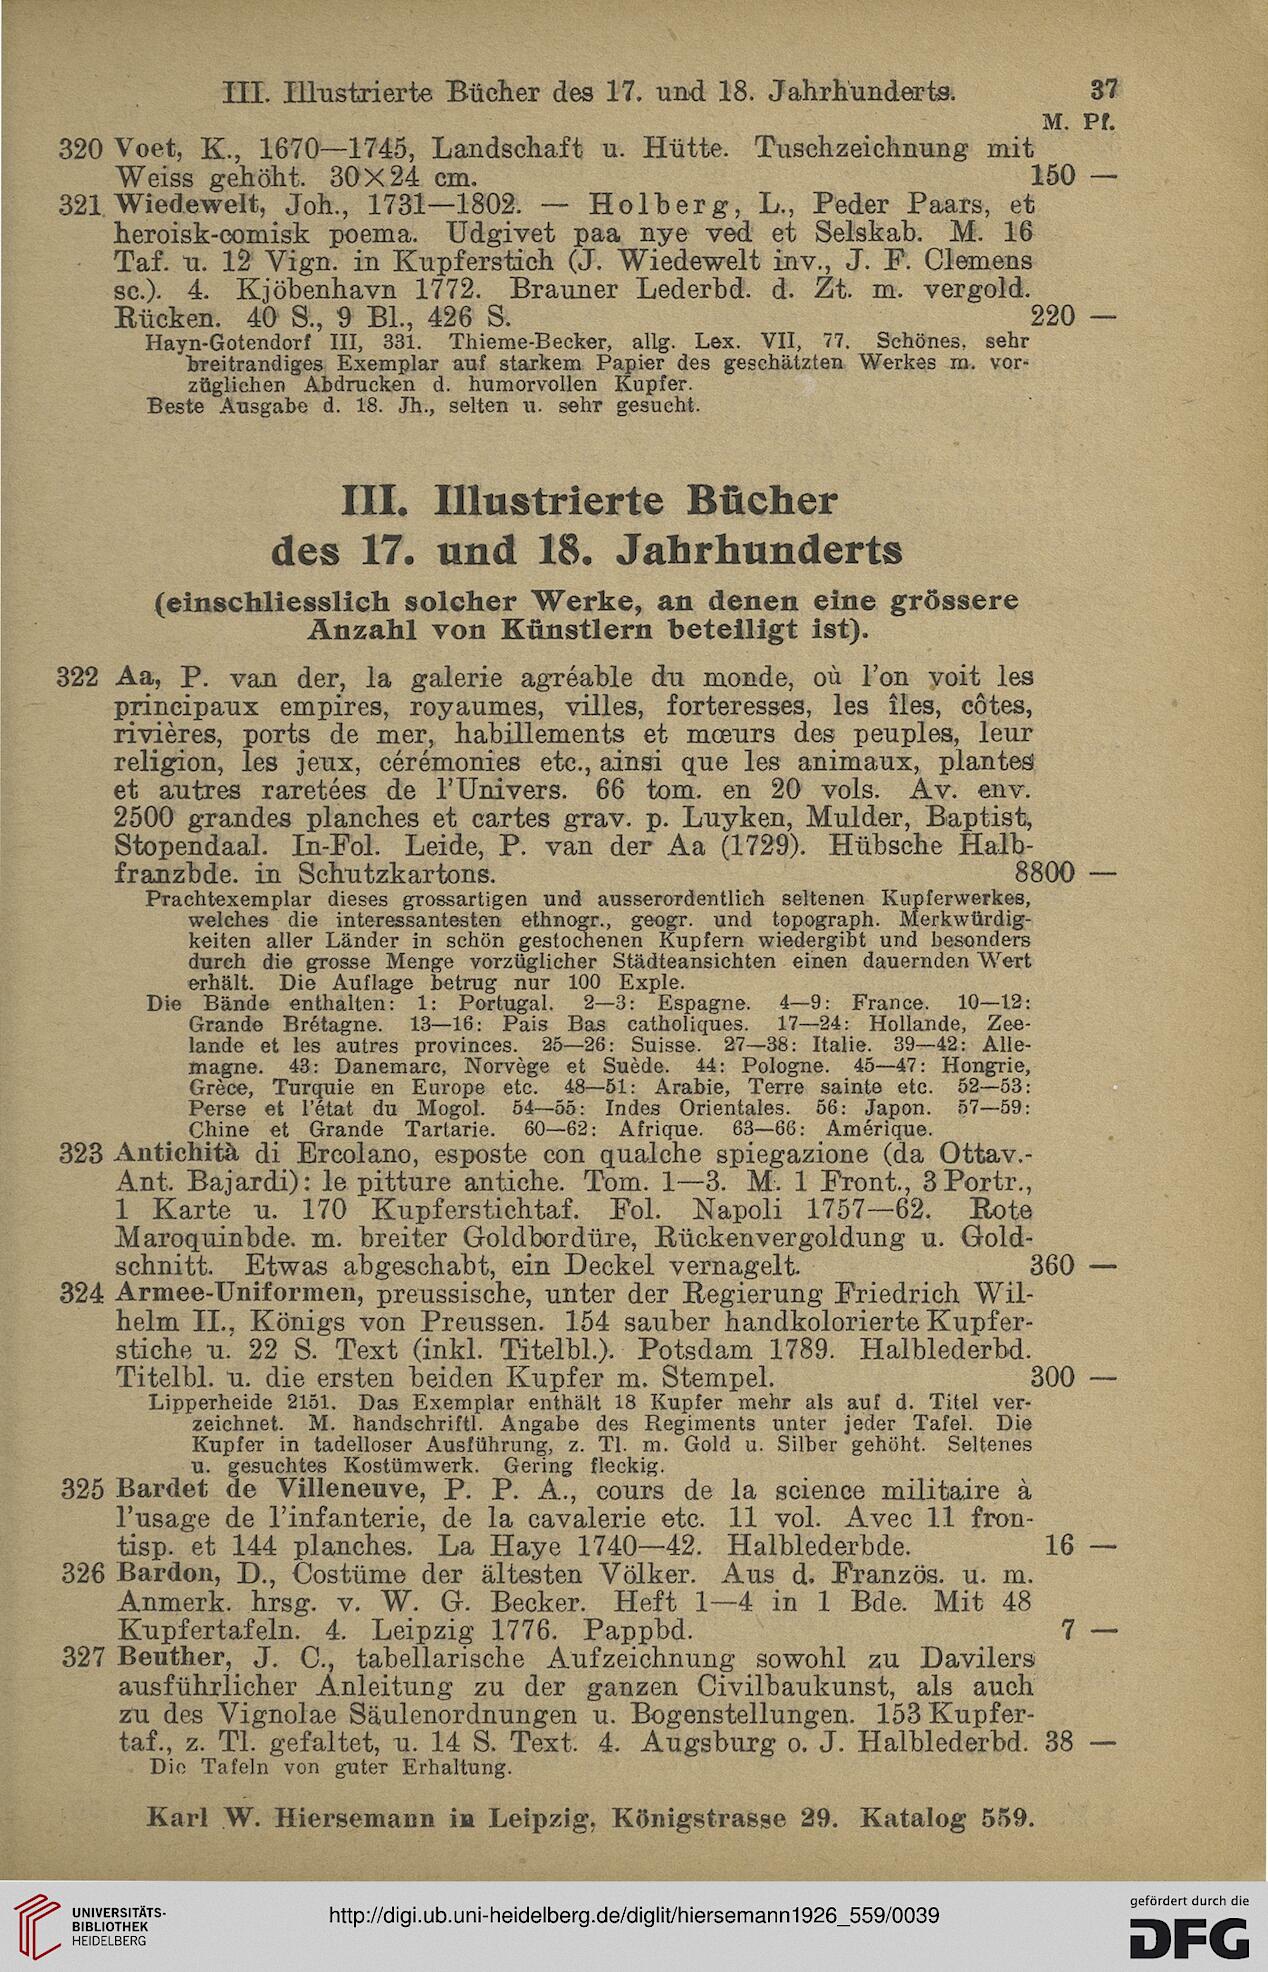 III. Illustrierte Bücher des 17. und 18. Jahrhunderts. 37
M. Pf.
320 Voet, K., 1670—1745, Landschaft u. Hütte. Tuschzeichnung mit
Weiss gehöht. 30×24 cm. 150 —
321 Wiedewelt, Joh., 1731—1802. — Holberg, L., Peder Paars, et
heroisk-comisk poema. Udgivet paa nye ved et Selskab. M. 16
Taf. u. 12 Vign. in Kupferstich (J. Wiedewelt inv., J. F. Clemens
sc.). 4. Kjöbenhavn 1772. Brauner Lederbd. d. Zt. m. vergold.
Rücken. 40 S., 9 Bl., 426 S. 220 —
Hayn-Gotendorf III, 331. Thieme-Becker, allg. Lex. VII, 77. Schönes, sehr
breitrandiges Exemplar auf starkem Papier des geschätzten Werkes m. vor-
züglichen Abdrucken d. humorvollen Kupfer.
Beste Ausgabe d. 18. Jh., selten u. sehr gesucht.
III. Illustrierte Bücher
des 17. und 18. Jahrhunderts
(einschliesslich solcher Werke, an denen eine grössere
Anzahl von Künstlern beteiligt ist).
322 Aa, P. van der, la galerie agréable du monde, où l'on voit les
principaux empires, royaumes, villes, forteresses, les îles, côtes,
rivières, ports de mer, habillements et mœurs des peuples, leur
religion, les jeux, cérémonies etc., ainsi que les animaux, plantes
et autres raretées de l'Univers. 66 tom. en 20 vols. Av. env.
2500 grandes planches et cartes grav. p. Luyken, Mulder, Baptist,
Stopendaal. In-Fol. Leide, P. van der Aa (1729). Hübsche Halb-
franzbde. in Schutzkartons. 8800 —
Prachtexemplar dieses grossartigen und ausserordentlich seltenen Kupferwerkes,
welches die interessantesten ethnogr., geogr. und topograph. Merkwürdig-
keiten aller Länder in schön gestochenen Kupfern wiedergibt und besonders
durch die grosse Menge vorzüglicher Städteansichten einen dauernden Wert
erhält. Die Auflage betrug nur 100 Exple.
Die Bände enthalten: 1: Portugal. 2—3: Espagne. 4—9: France. 10—12:
Grande Brétagne. 13—16: Pais Bas catholiques. 17—24: Hollande, Zee-
lande et les autres provinces. 25—26: Suisse. 27—38: Italie. 39—42: Alle-
magne. 43: Danemarc, Norvège et Suède. 44: Pologne. 45—47: Hongrie,
Grèce, Turquie en Europe etc. 48—51: Arabie, Terre sainte etc. 52—53:
Perse et l'état du Mogol. 54—55: Indes Orientales. 56: Japon. 57—59:
Chine et Grande Tartarie. 60—62: Afrique. 63—66: Amérique.
323 Antichità di Ercolano, esposte con qualche spiegazione (da Ottav.-
Ant. Bajardi): le pitture antiche. Tom. 1—3. M. 1 Front., 3 Portr.,
1 Karte u. 170 Kupferstichtaf. Fol. Napoli 1757—62. Rote
Maroquinbde. m. breiter Goldbordüre, Rückenvergoldung u. Gold-
schnitt. Etwas abgeschabt, ein Deckel vernagelt. 360 —
324 Armee-Uniformen, preussische, unter der Regierung Friedrich Wil-
helm II., Königs von Preussen. 154 sauber handkolorierte Kupfer-
stiche u. 22 S. Text (inkl. Titelbl.). Potsdam 1789. Halblederbd.
Titelbl. u. die ersten beiden Kupfer m. Stempel. 300 —
Lipperheide 2151. Das Exemplar enthält 18 Kupfer mehr als auf d. Titel ver-
zeichnet. M. handschriftl. Angabe des Regiments unter jeder Tafel. Die
Kupfer in tadelloser Ausführung, z. Tl. m. Gold u. Silber gehöht. Seltenes
u. gesuchtes Kostümwerk. Gering fleckig.
325 Bardet de Villeneuve, P. P. A., cours de la science militaire à
l'usage de l'infanterie, de la cavalerie etc. 11 vol. Avec 11 fron-
tisp. et 144 planches. La Haye 1740—42. Halblederbde. 16 —
326 Bardon, D., Costüme der ältesten Völker. Aus d. Französ. u. m.
Anmerk. hrsg. v. W. G. Becker. Heft 1—4 in 1 Bde. Mit 48
Kupfertafeln. 4. Leipzig 1776. Pappbd. 7 —
327 Beuther, J. C., tabellarische Aufzeichnung sowohl zu Davilers
ausführlicher Anleitung zu der ganzen Civilbaukunst, als auch
zu des Vignolae Säulenordnungen u. Bogenstellungen. 153 Kupfer-
taf., z. Tl. gefaltet, u. 14 S. Text. 4. Augsburg o. J. Halblederbd. 38 —
Die Tafeln von guter Erhaltung.
Karl W. Hiersemann in Leipzig, Königstrasse 29. Katalog 559.
UNIVERSITÄTS-
BIBLIOTHEK
HEIDELBERG
http://digi.ub.uni-heidelberg.de/diglit/hiersemann1926_559/0039
gefördert durch die
DFG